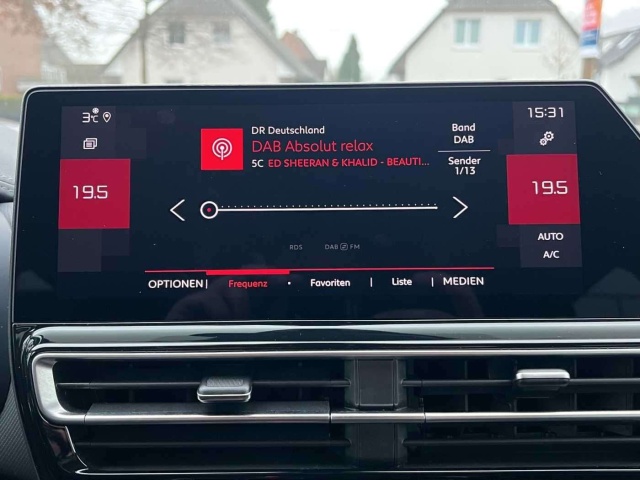 3°C
15:31
DR Deutschland
DAB Absolut relax
5C ED SHEERAN & KHALID - BEAUTI...
Band
DAB
Sender
1/13
19.5
19.5
RDS
DAB FM
AUTO
A/C
OPTIONEN |
Frequenz
Favoriten |
Liste |
MEDIEN